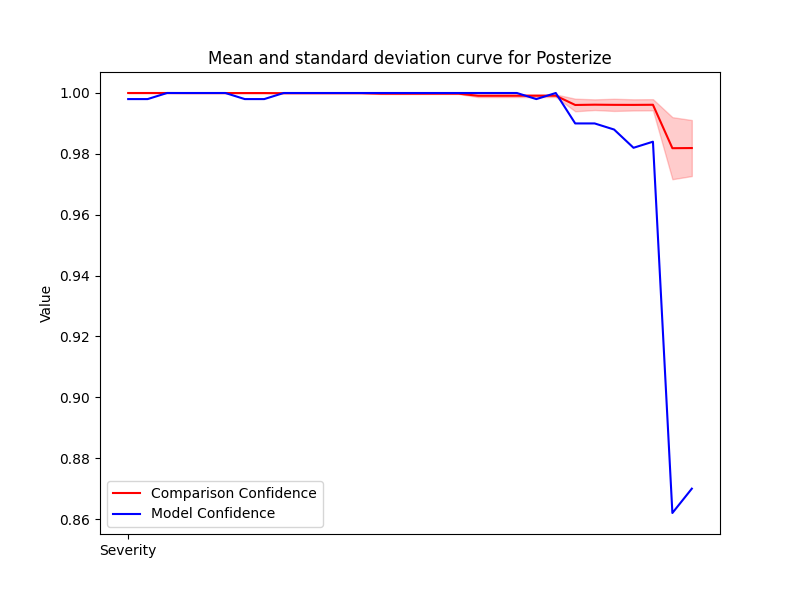 Mean and standard deviation curve for Posterize
1.00
0.98
0.96
0.94
0.92
0.90
0.88
0.86
Value
Comparison Confidence
Model Confidence
Severity